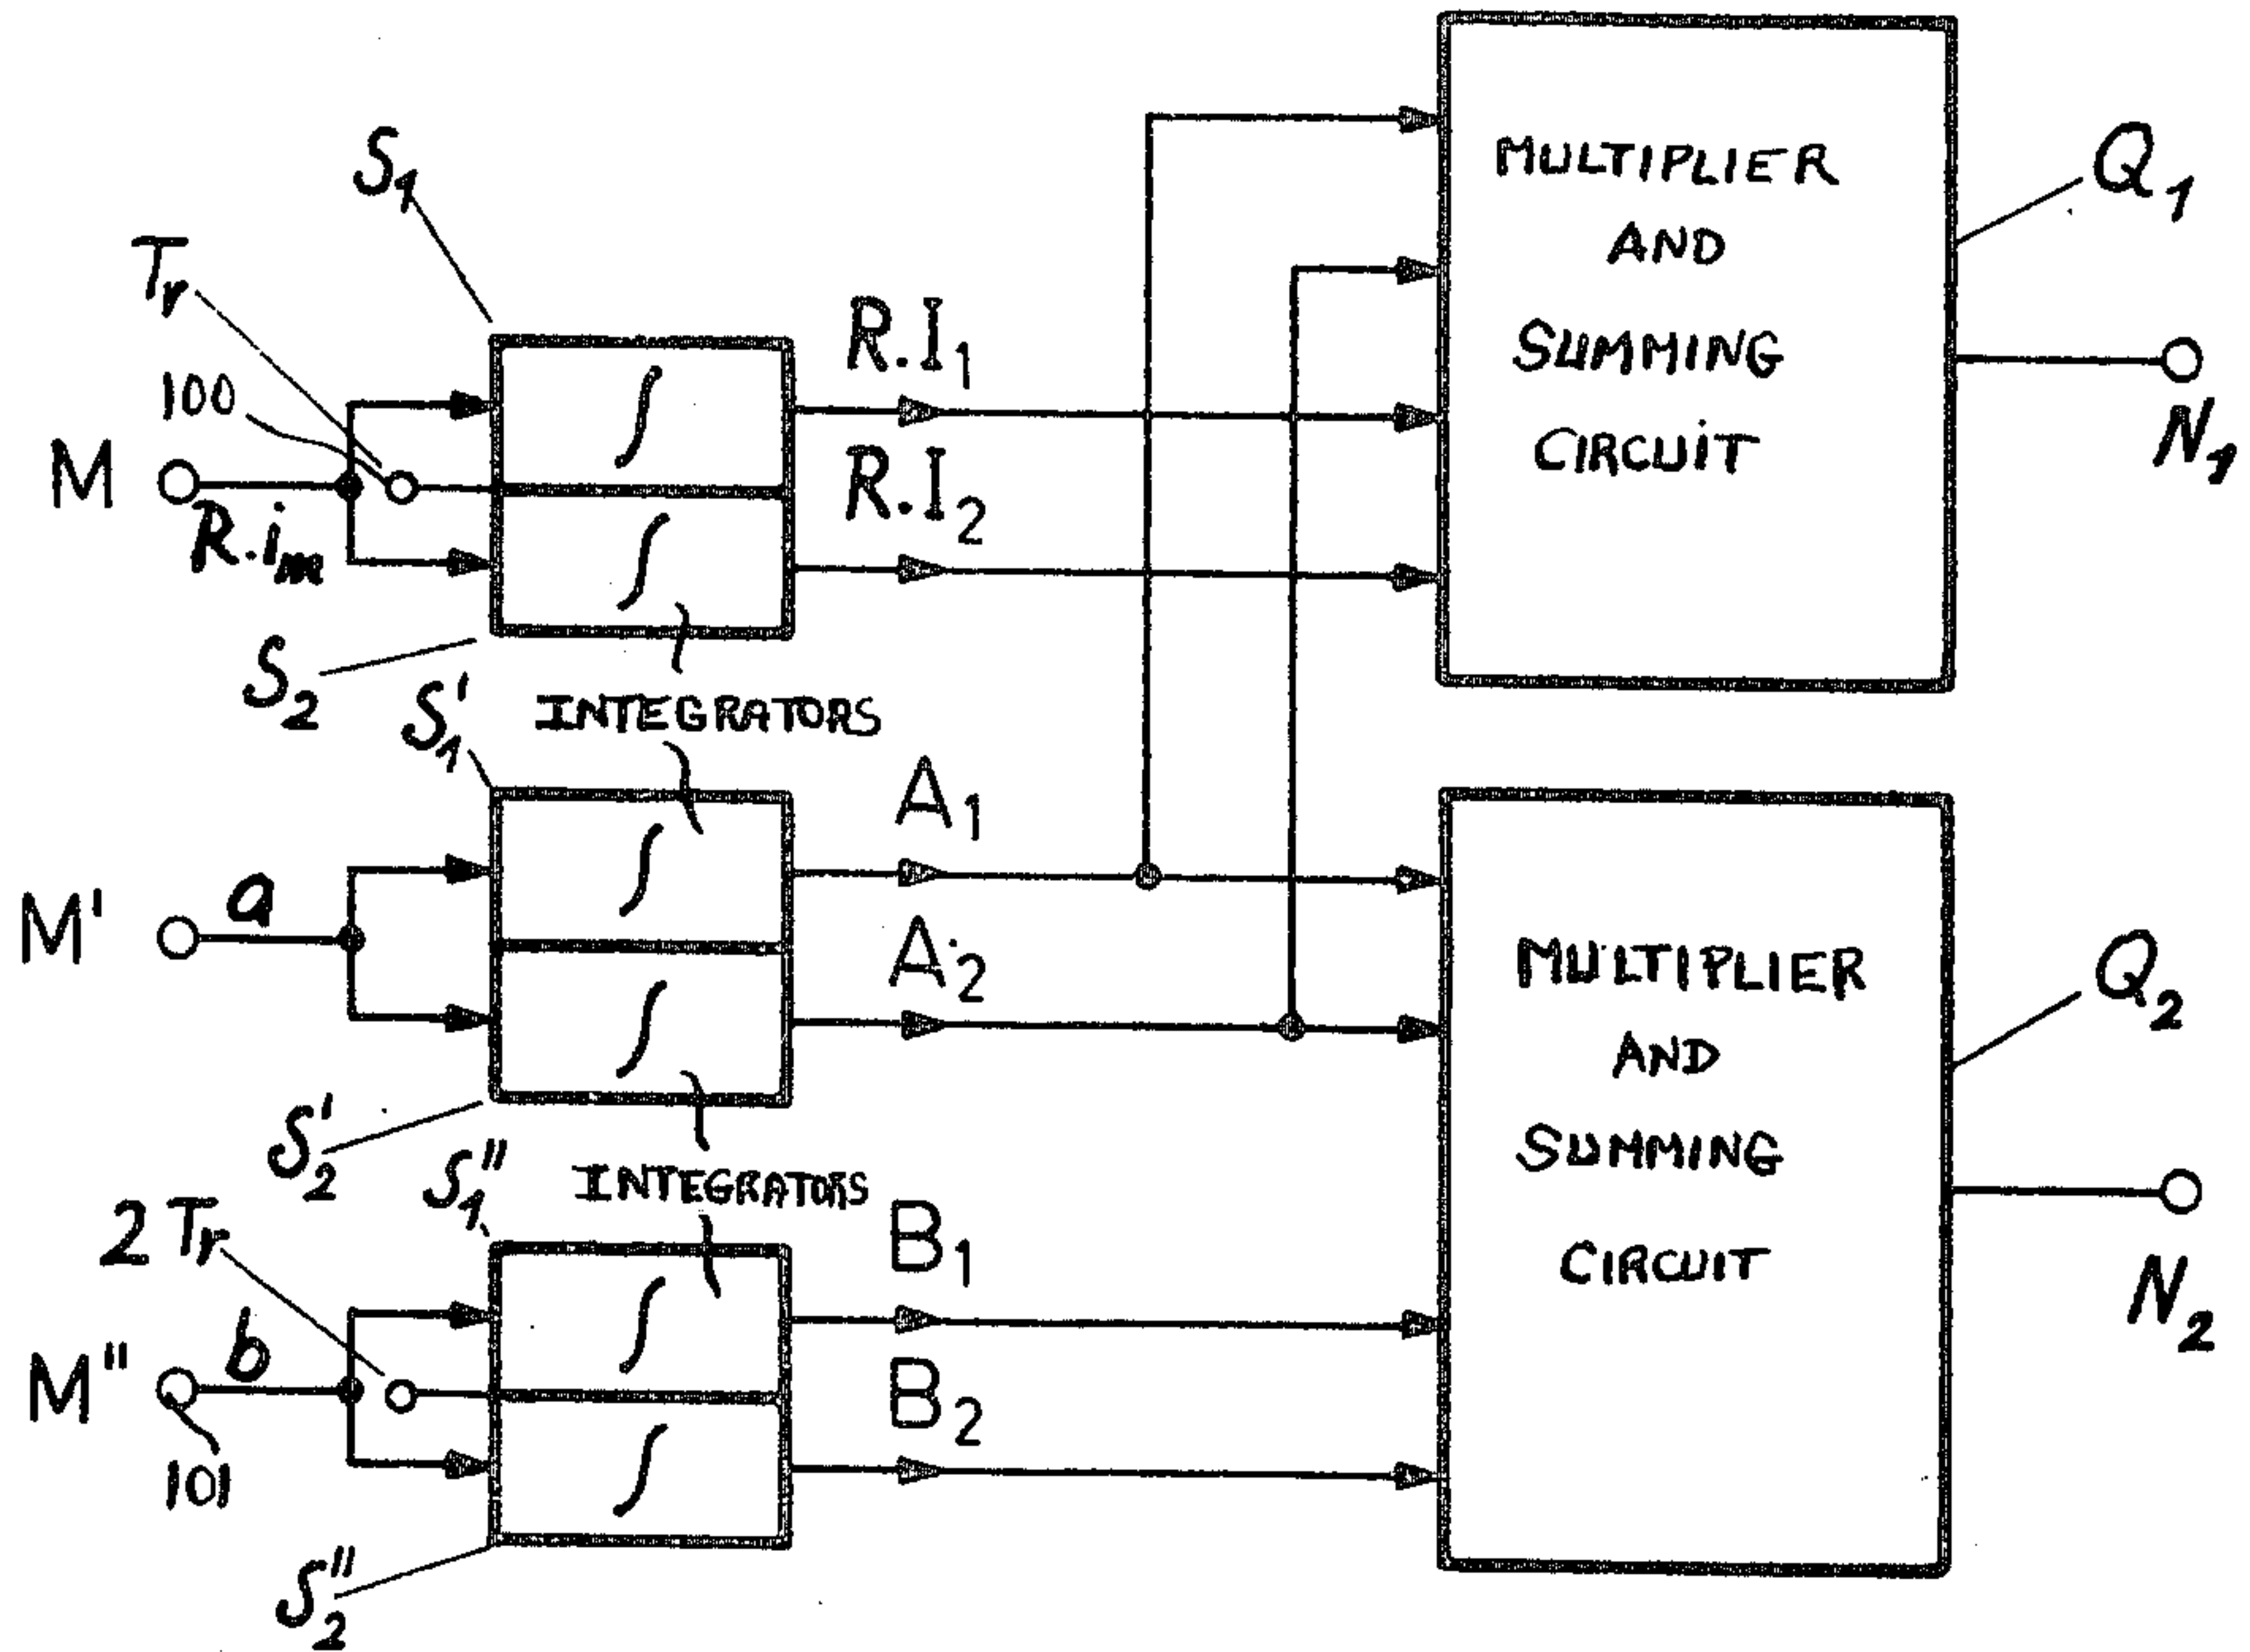 S₁
Tᵣ
100
M
R.iₘ
S₂
∫
∫
INTEGRATORS
R.I₁
R.I₂
MULTIPLIER
AND
SUMMING
CIRCUIT
Q₁
N₁
S'₁
M'
a
S'₂
∫
∫
INTEGRATORS
A₁
A₂
S"₁
2Tᵣ
M"
b
101
S"₂
∫
∫
B₁
B₂
MULTIPLIER
AND
SUMMING
CIRCUIT
Q₂
N₂